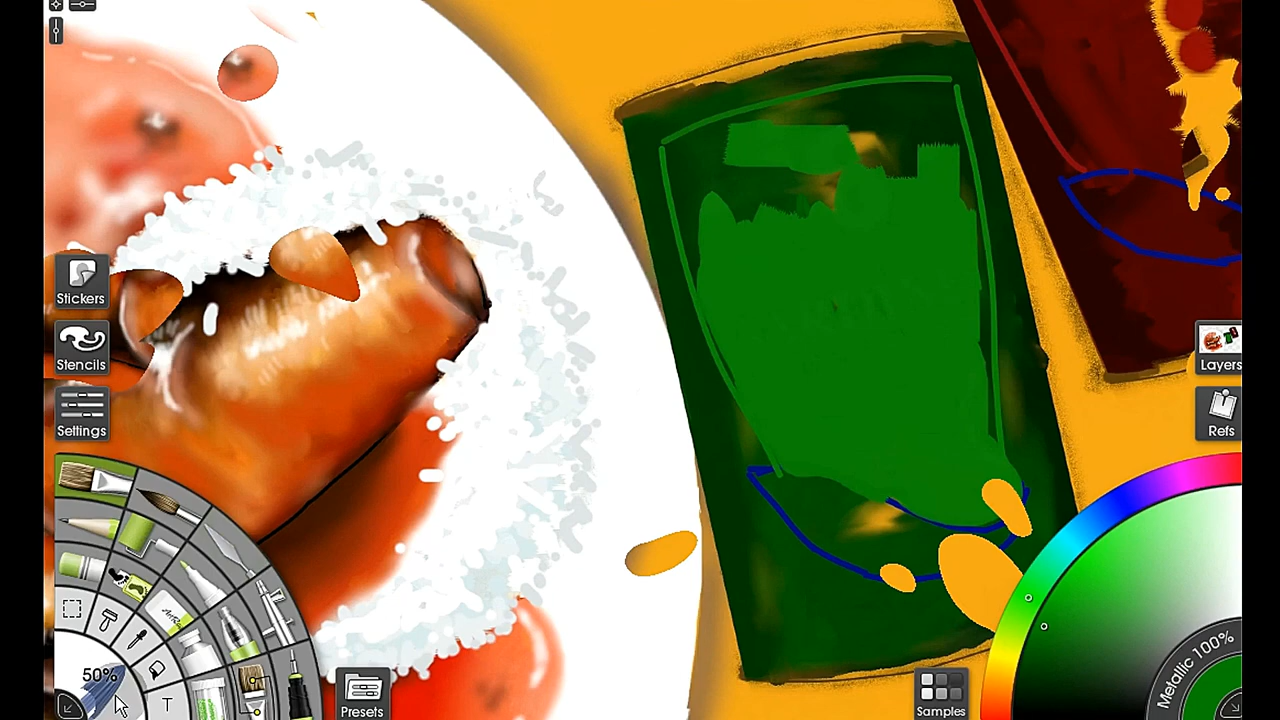 Stickers
Stencils
Settings
Layers
Refs
50%
T
Presets
Samples
Metallic 100%